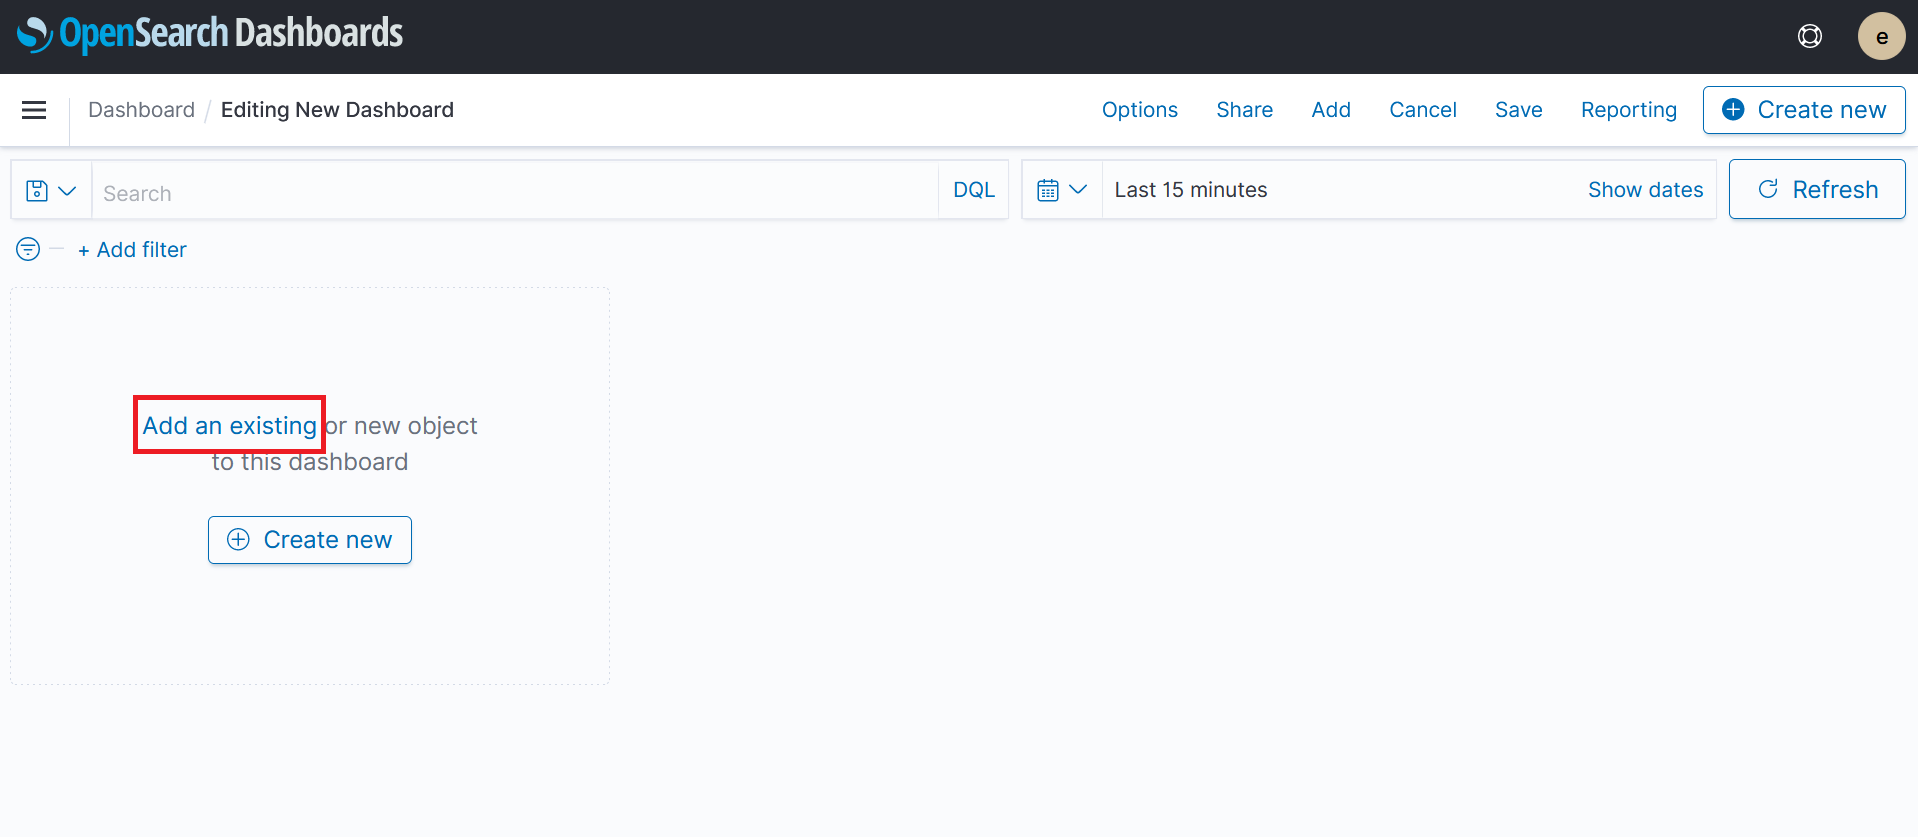 OpenSearch Dashboards
e
Dashboard / Editing New Dashboard
Options Share Add Cancel Save Reporting Create new
Search DQL Last 15 minutes Show dates Refresh
+ Add filter
Add an existing or new object
to this dashboard
Create new